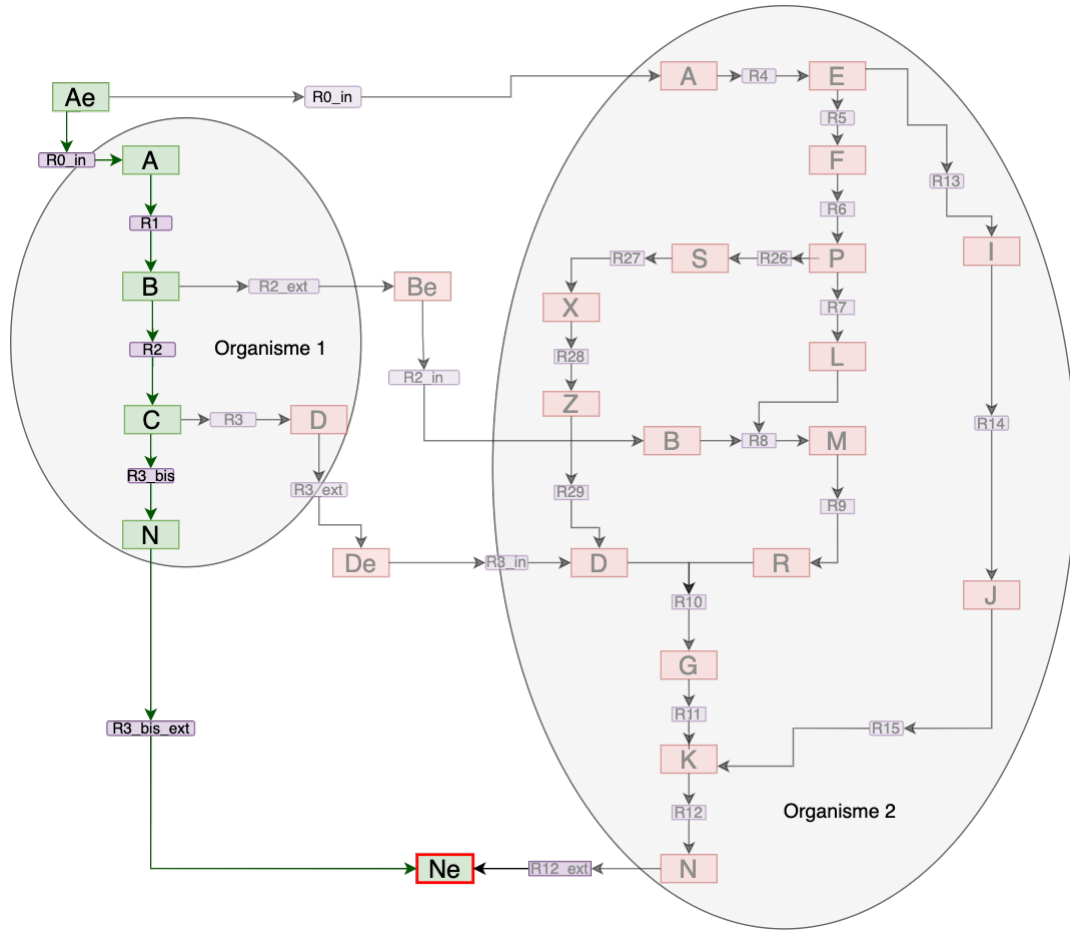 A
R4
E
Ae
R0_in
R5
R0_in
A
F
R13
R6
R1
I
R27
S
R26
P
B
R2_ext
Be
X
R7
R2
Organisme 1
R28
L
R2_in
Z
C
R3
D
R14
B
R8
M
R3_bis
R3_ext
R29
R9
N
De
R3_in
D
R
R10
J
G
R3_bis_ext
R11
R15
K
R12
Organisme 2
Ne
R12_ext
N